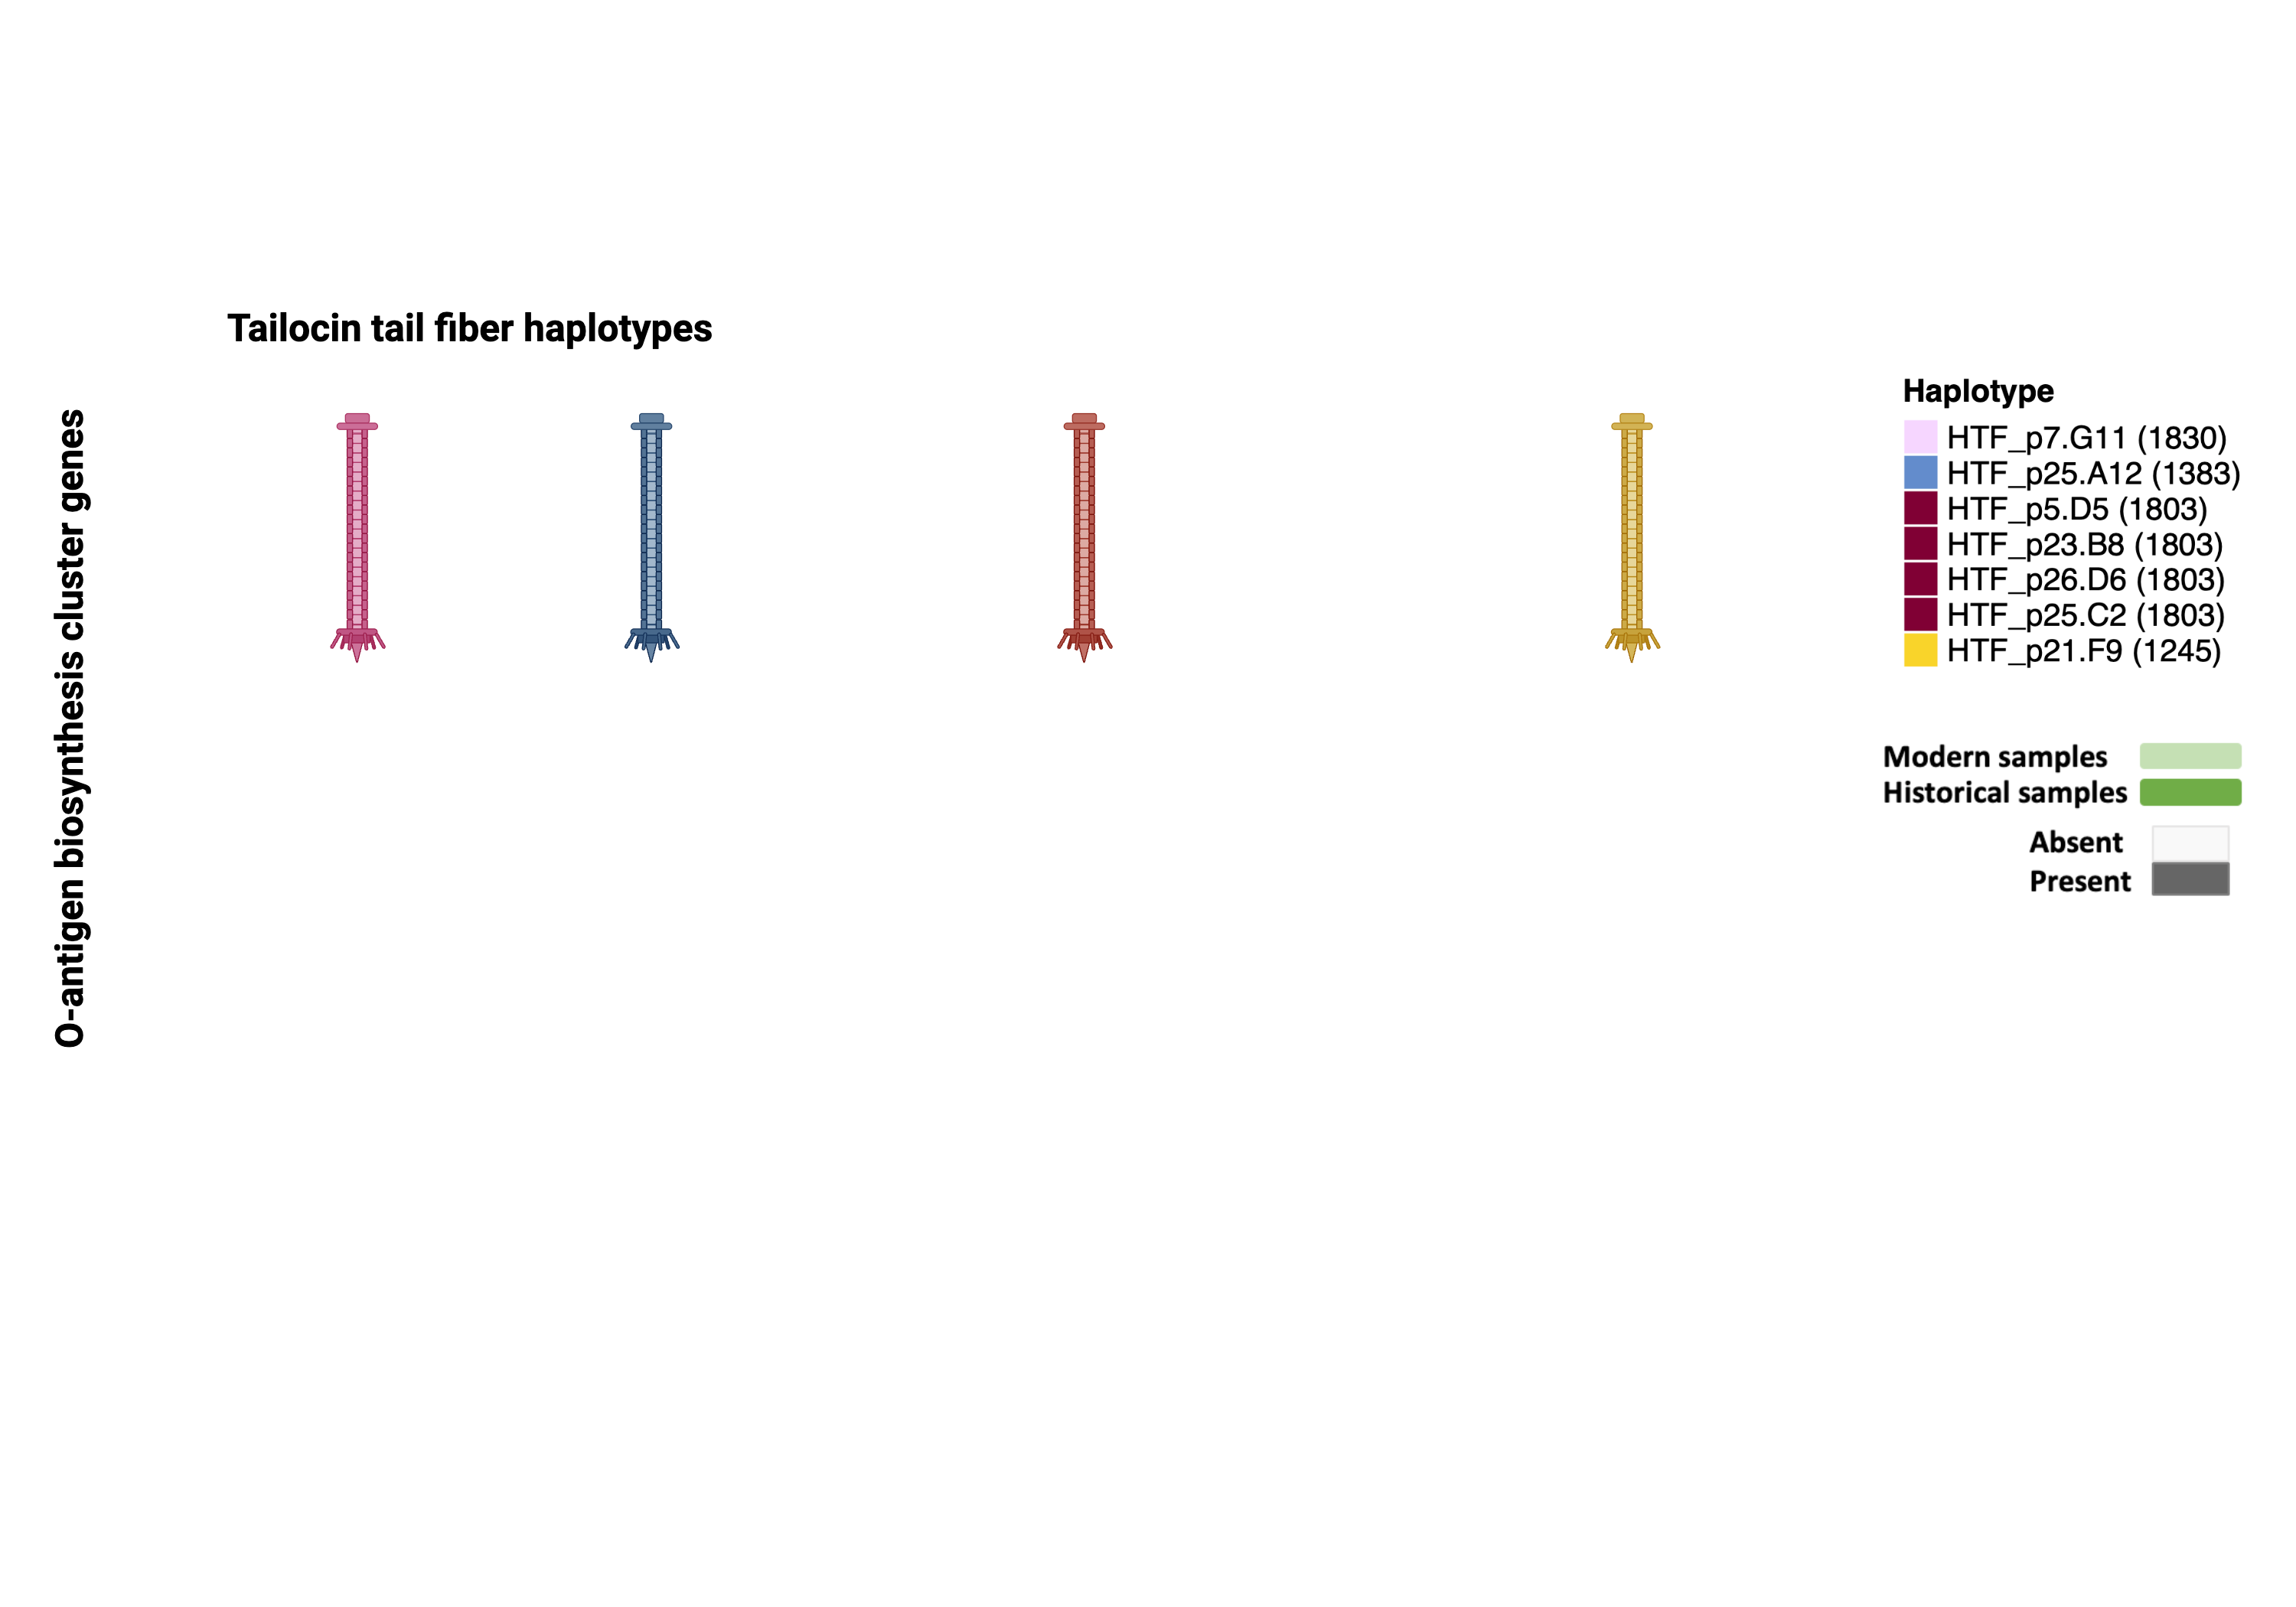 Tailocin tail fiber haplotypes
O-antigen biosynthesis cluster genes
Haplotype
HTF_p7.G11 (1830)
HTF_p25.A12 (1383)
HTF_p5.D5 (1803)
HTF_p23.B8 (1803)
HTF_p26.D6 (1803)
HTF_p25.C2 (1803)
HTF_p21.F9 (1245)
Modern samples
Historical samples
Absent
Present